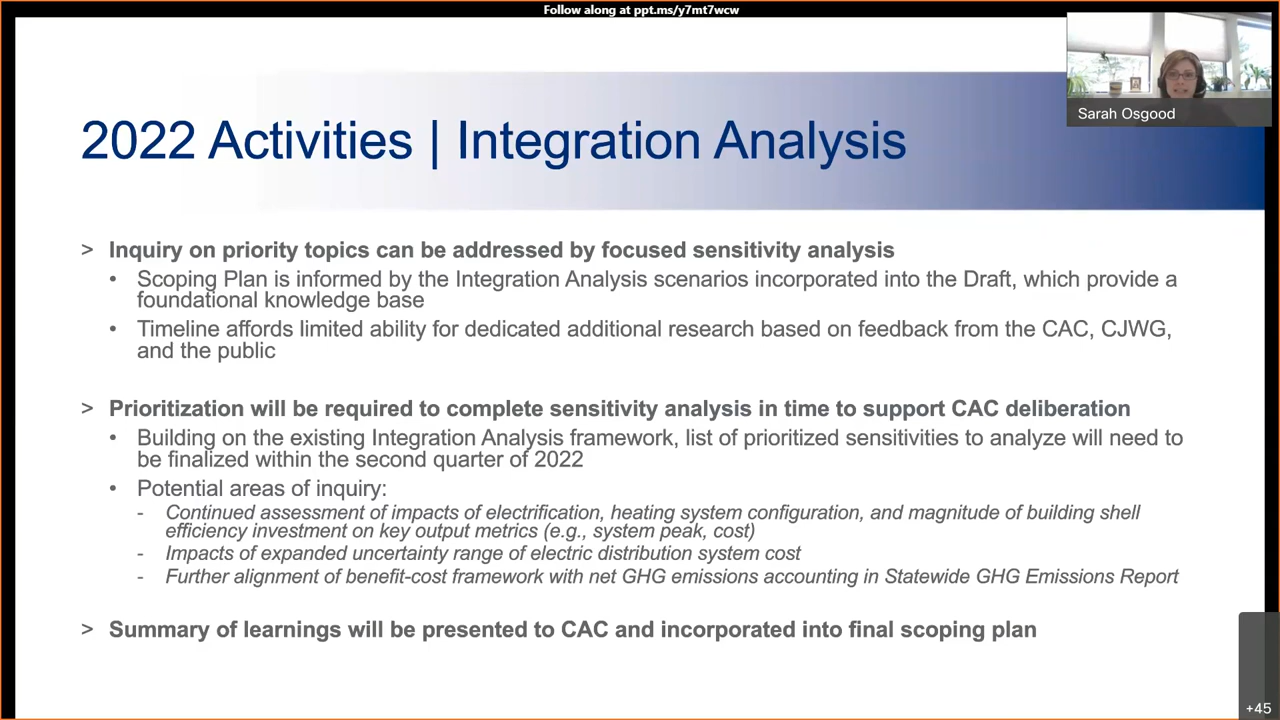 Follow along at ppt.ms/y7mt7wcw
Sarah Osgood
2022 Activities | Integration Analysis
> Inquiry on priority topics can be addressed by focused sensitivity analysis
• Scoping Plan is informed by the Integration Analysis scenarios incorporated into the Draft, which provide a
foundational knowledge base
• Timeline affords limited ability for dedicated additional research based on feedback from the CAC, CJWG,
and the public
> Prioritization will be required to complete sensitivity analysis in time to support CAC deliberation
• Building on the existing Integration Analysis framework, list of prioritized sensitivities to analyze will need to
be finalized within the second quarter of 2022
• Potential areas of inquiry:
- Continued assessment of impacts of electrification, heating system configuration, and magnitude of building shell
efficiency investment on key output metrics (e.g., system peak, cost)
- Impacts of expanded uncertainty range of electric distribution system cost
- Further alignment of benefit-cost framework with net GHG emissions accounting in Statewide GHG Emissions Report
> Summary of learnings will be presented to CAC and incorporated into final scoping plan
+45